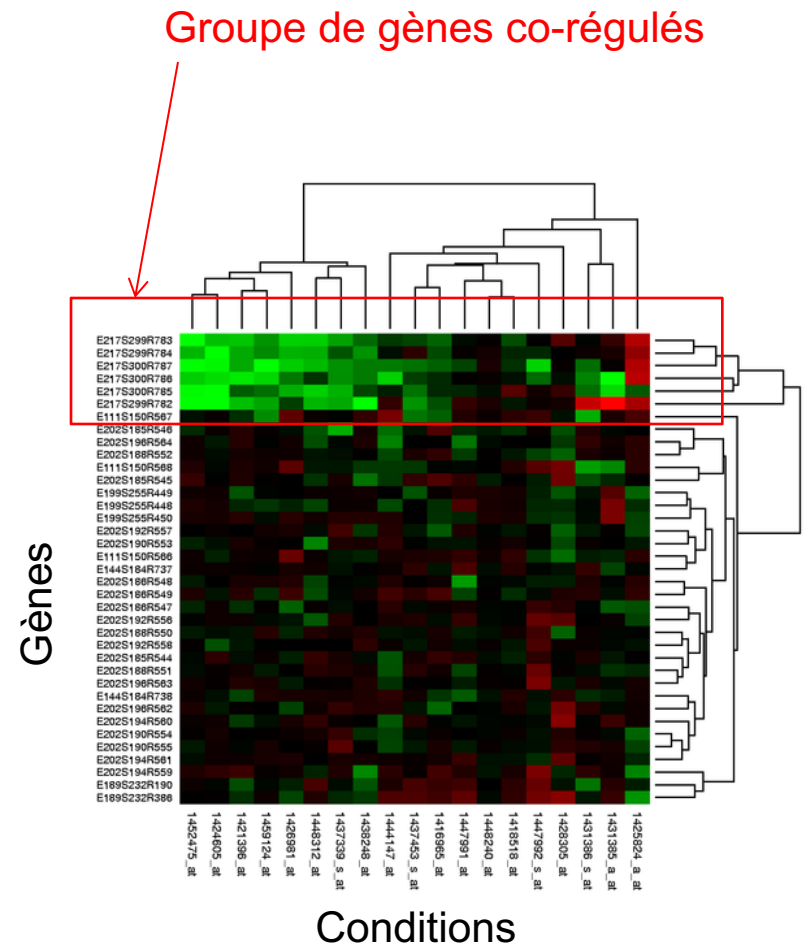 Groupe de gènes co-régulés
E217S299R783
E217S299R784
E217S300R787
E217S300R786
E217S300R785
E217S299R782
E111S150R567
E202S185R546
E202S196R564
E202S188R552
E111S150R568
E202S185R545
E199S255R449
E199S255R448
E199S255R450
E202S192R557
E202S190R553
E111S150R566
E144S184R737
E202S186R548
E202S186R549
E202S186R547
E202S192R556
E202S188R550
E202S192R558
E202S185R544
E202S188R551
E202S196R563
E144S184R738
E202S196R562
E202S194R560
E202S190R554
E202S190R555
E202S194R561
E202S194R559
E189S232R190
E189S232R386
Gènes
1452475_at
1424605_at
1421396_at
1459124_at
1426981_at
1448312_at
1437339_s_at
1438248_at
1444147_at
1437453_s_at
1416965_at
1447991_at
1448240_at
1418518_at
1447992_s_at
1428305_at
1431386_s_at
1431385_a_at
1425824_a_at
Conditions